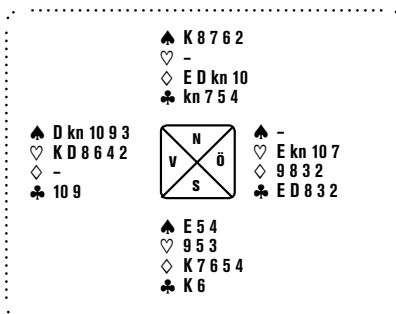 ♠ K 8 7 6 2
♡ –
♢ E D kn 10
♣ kn 7 5 4
♠ D kn 10 9 3
♡ K D 8 6 4 2
♢ –
♣ 10 9
N
V Ö
S
♠ –
♡ E kn 10 7
♢ 9 8 3 2
♣ E D 8 3 2
♠ E 5 4
♡ 9 5 3
♢ K 7 6 5 4
♣ K 6